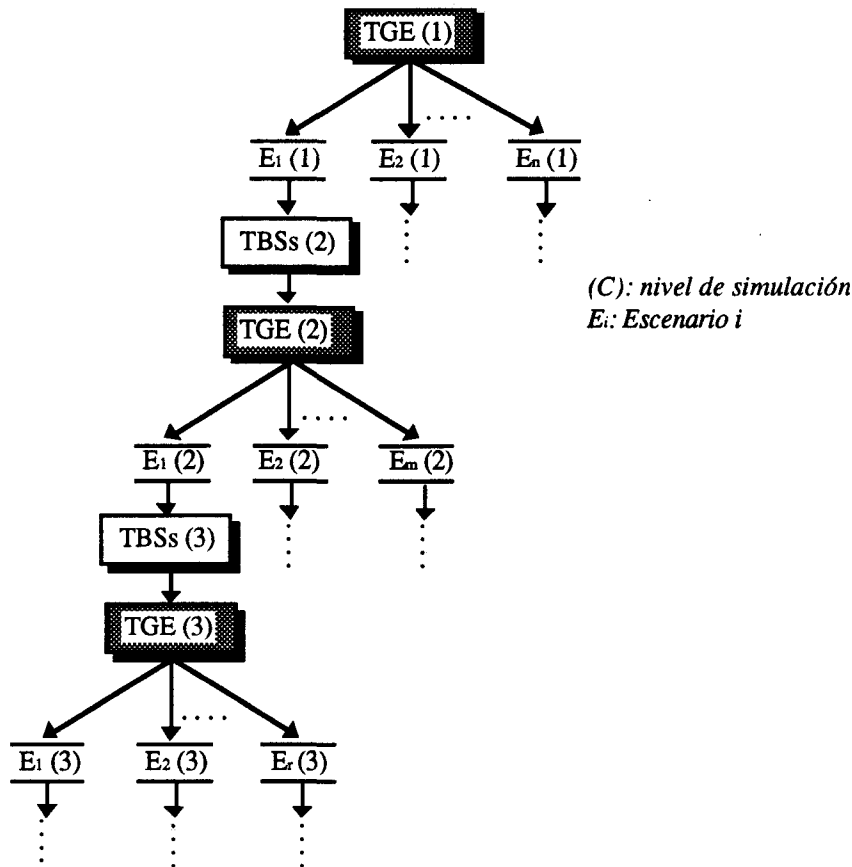 TGE (1)
. . . .
E1 (1) E2 (1) En (1)
TBSs (2)
(C): nivel de simulación
Ei: Escenario i
TGE (2)
. . . .
E1 (2) E2 (2) Em (2)
TBSs (3)
TGE (3)
. . . .
E1 (3) E2 (3) Er (3)